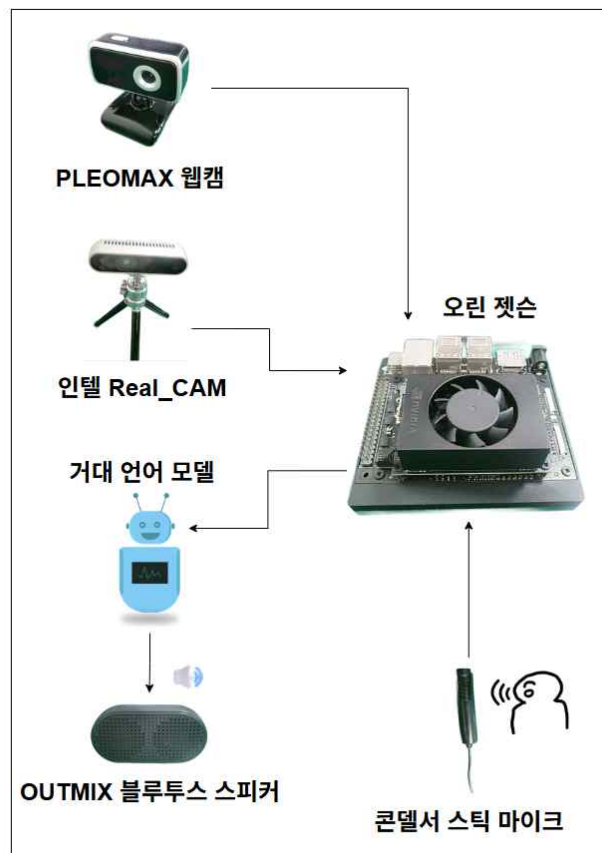 PLEOMAX 웹캠
오린 젯슨
인텔 Real_CAM
거대 언어 모델
OUTMIX 블루투스 스피커
콘델서 스틱 마이크